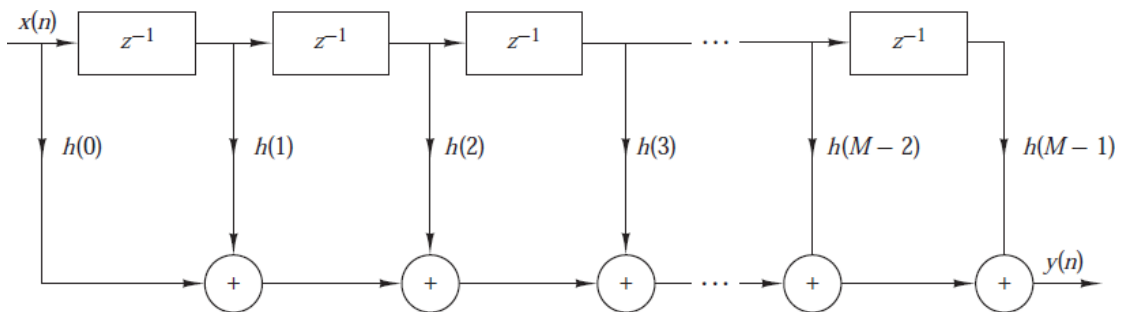 x(n)
z⁻¹ z⁻¹ z⁻¹ ... z⁻¹
h(0) h(1) h(2) h(3) h(M – 2) h(M – 1)
y(n)
+ + + ... + +